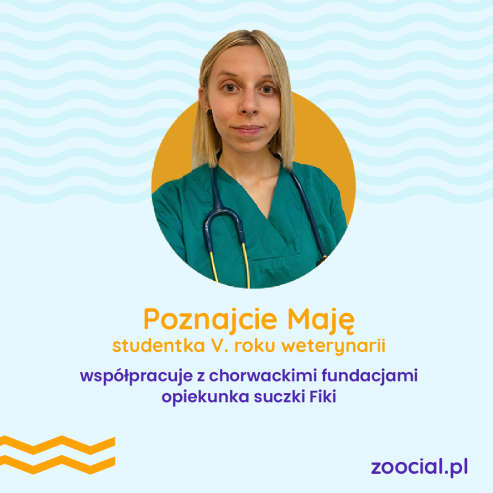 Poznajcie Maję
studentka V. roku weterynarii
współpracuje z chorwackimi fundacjami
opiekunka suczki Fiki
zoocial.pl